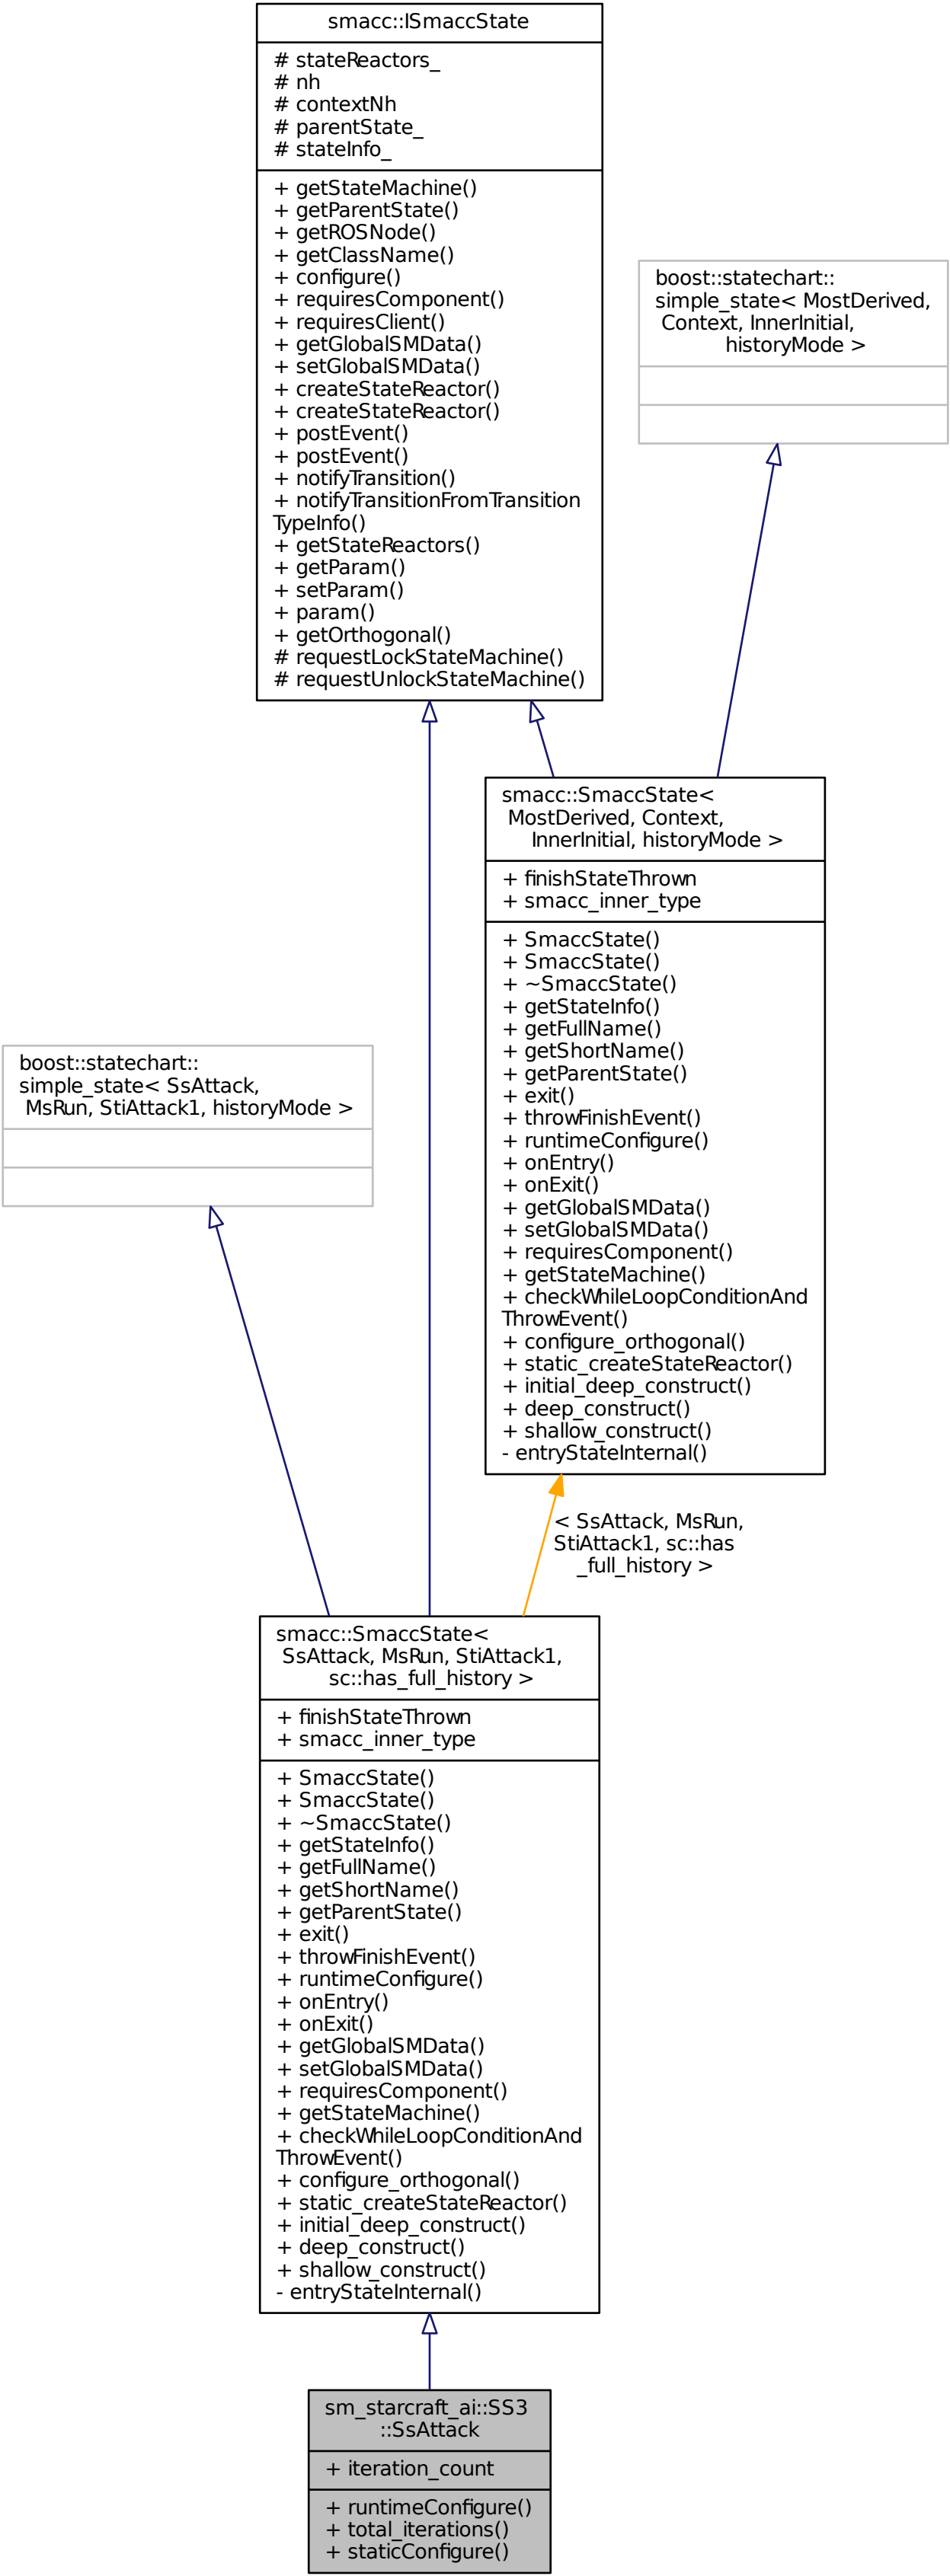 smacc::ISmaccState
# stateReactors_
# nh
# contextNh
# parentState_
# stateInfo_
+ getStateMachine()
+ getParentState()
+ getROSNode()
+ getClassName()
+ configure()
+ requiresComponent()
+ requiresClient()
+ getGlobalSMData()
+ setGlobalSMData()
+ createStateReactor()
+ createStateReactor()
+ postEvent()
+ postEvent()
+ notifyTransition()
+ notifyTransitionFromTransition
TypeInfo()
+ getStateReactors()
+ getParam()
+ setParam()
+ param()
+ getOrthogonal()
# requestLockStateMachine()
# requestUnlockStateMachine()
boost::statechart::
simple_state< MostDerived,
Context, InnerInitial,
historyMode >
smacc::SmaccState<
MostDerived, Context,
InnerInitial, historyMode >
+ finishStateThrown
+ smacc_inner_type
+ SmaccState()
+ SmaccState()
+ ~SmaccState()
+ getStateInfo()
+ getFullName()
+ getShortName()
+ getParentState()
+ exit()
+ throwFinishEvent()
+ runtimeConfigure()
+ onEntry()
+ onExit()
+ getGlobalSMData()
+ setGlobalSMData()
+ requiresComponent()
+ getStateMachine()
+ checkWhileLoopConditionAnd
ThrowEvent()
+ configure_orthogonal()
+ static_createStateReactor()
+ initial_deep_construct()
+ deep_construct()
+ shallow_construct()
- entryStateInternal()
boost::statechart::
simple_state< SsAttack,
MsRun, StiAttack1, historyMode >
< SsAttack, MsRun,
StiAttack1, sc::has
_full_history >
smacc::SmaccState<
SsAttack, MsRun, StiAttack1,
sc::has_full_history >
+ finishStateThrown
+ smacc_inner_type
+ SmaccState()
+ SmaccState()
+ ~SmaccState()
+ getStateInfo()
+ getFullName()
+ getShortName()
+ getParentState()
+ exit()
+ throwFinishEvent()
+ runtimeConfigure()
+ onEntry()
+ onExit()
+ getGlobalSMData()
+ setGlobalSMData()
+ requiresComponent()
+ getStateMachine()
+ checkWhileLoopConditionAnd
ThrowEvent()
+ configure_orthogonal()
+ static_createStateReactor()
+ initial_deep_construct()
+ deep_construct()
+ shallow_construct()
- entryStateInternal()
sm_starcraft_ai::SS3
::SsAttack
+ iteration_count
+ runtimeConfigure()
+ total_iterations()
+ staticConfigure()